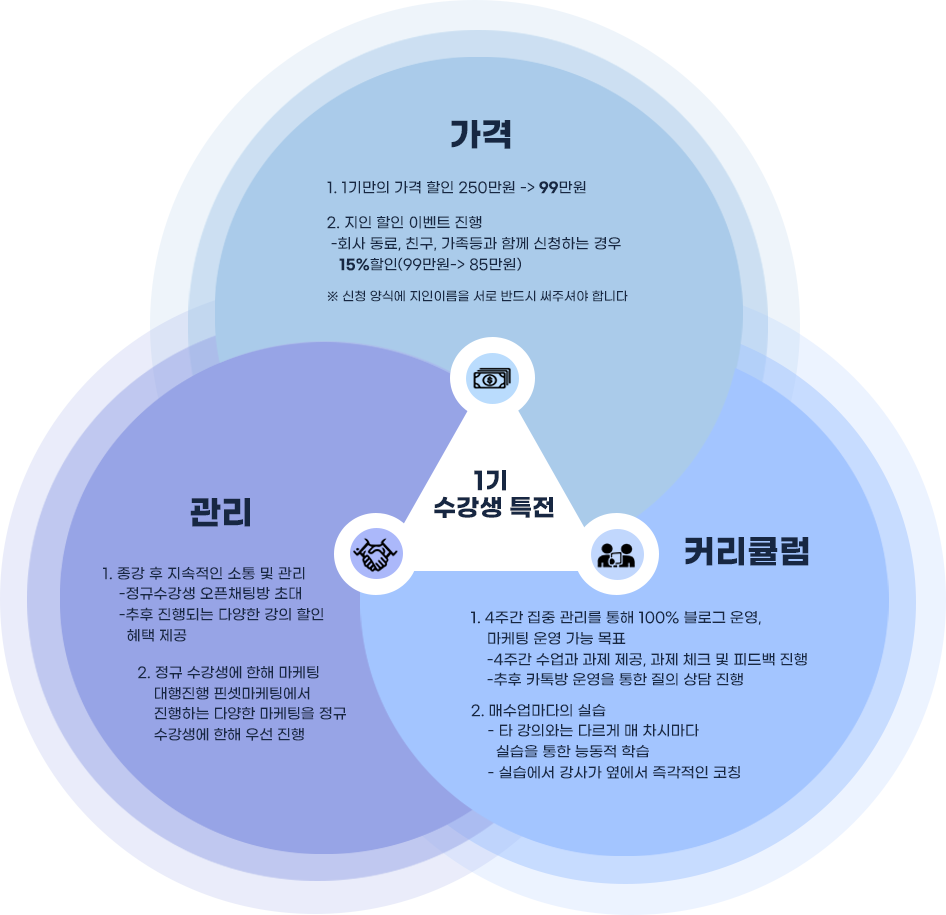 가격
1. 1기만의 가격 할인 250만원 -> 99만원
2. 지인 할인 이벤트 진행
-회사 동료, 친구, 가족등과 함께 신청하는 경우
15%할인(99만원-> 85만원)
※ 신청 양식에 지인이름을 서로 반드시 써주셔야 합니다
1기
수강생 특전
관리
1. 종강 후 지속적인 소통 및 관리
-정규수강생 오픈채팅방 초대
-추후 진행되는 다양한 강의 할인
혜택 제공
2. 정규 수강생에 한해 마케팅
대행진행 핀셋마케팅에서
진행하는 다양한 마케팅을 정규
수강생에 한해 우선 진행
커리큘럼
1. 4주간 집중 관리를 통해 100% 블로그 운영,
마케팅 운영 가능 목표
-4주간 수업과 과제 제공, 과제 체크 및 피드백 진행
-추후 카톡방 운영을 통한 질의 상담 진행
2. 매수업마다의 실습
- 타 강의와는 다르게 매 차시마다
실습을 통한 능동적 학습
- 실습에서 강사가 옆에서 즉각적인 코칭